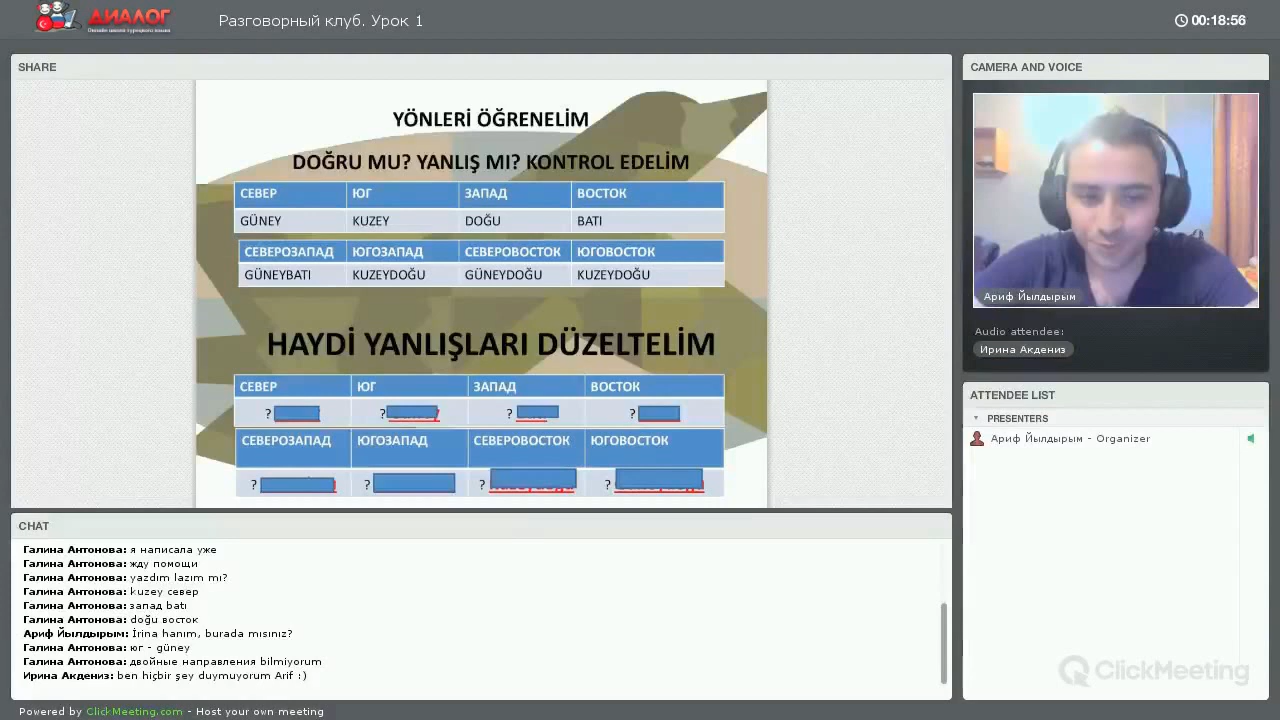 ДИАЛОГ
Онлайн школа турецкого языка
Разговорный клуб. Урок 1
00:18:56
SHARE
YÖNLERİ ÖĞRENELİM
DOĞRU MU? YANLIŞ MI? KONTROL EDELİM
СЕВЕР ЮГ ЗАПАД ВОСТОК
GÜNEY KUZEY DOĞU BATI
СЕВЕРОЗАПАД ЮГОЗАПАД СЕВЕРОВОСТОК ЮГОВОСТОК
GÜNEYBATI KUZEYDOĞU GÜNEYDOĞU KUZEYDOĞU
HAYDİ YANLIŞLARI DÜZELTELİM
СЕВЕР ЮГ ЗАПАД ВОСТОК
? ? ? ?
СЕВЕРОЗАПАД ЮГОЗАПАД СЕВЕРОВОСТОК ЮГОВОСТОК
? ? ? ?
CAMERA AND VOICE
Ариф Йылдырым
Audio attendee:
Ирина Акдениз
ATTENDEE LIST
PRESENTERS
Ариф Йылдырым - Organizer
CHAT
Галина Антонова: я написала уже
Галина Антонова: жду помощи
Галина Антонова: yazdım lazım mı?
Галина Антонова: kuzey север
Галина Антонова: запад batı
Галина Антонова: doğu восток
Ариф Йылдырым: İrina hanım, burada mısınız?
Галина Антонова: юг - güney
Галина Антонова: двойные направления bilmiyorum
Ирина Акдениз: ben hiçbir şey duymuyorum Arif :)
ClickMeeting
Powered by ClickMeeting.com - Host your own meeting